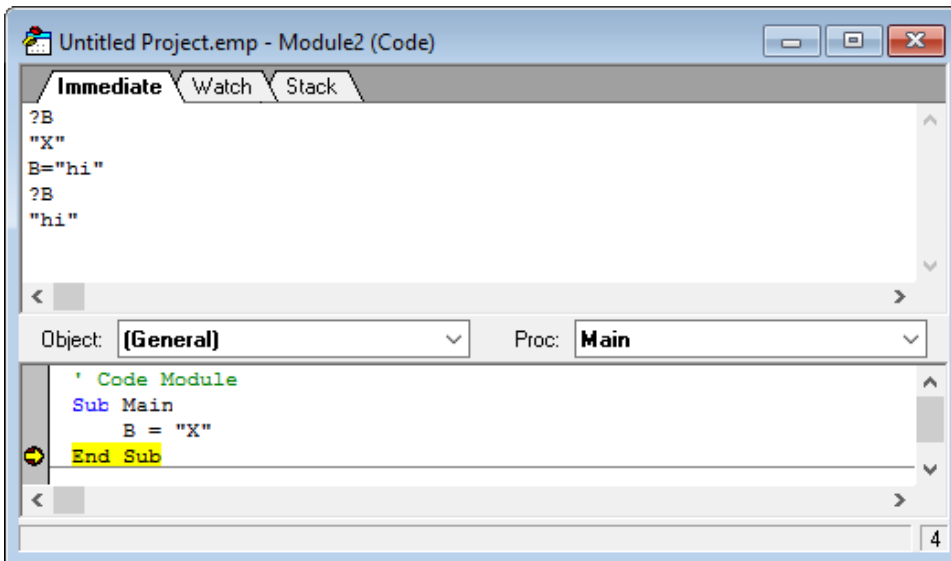 Untitled Project.emp - Module2 (Code)
Immediate Watch Stack
?B
"X"
B="hi"
?B
"hi"
Object: (General) Proc: Main
' Code Module
Sub Main
B = "X"
End Sub
4